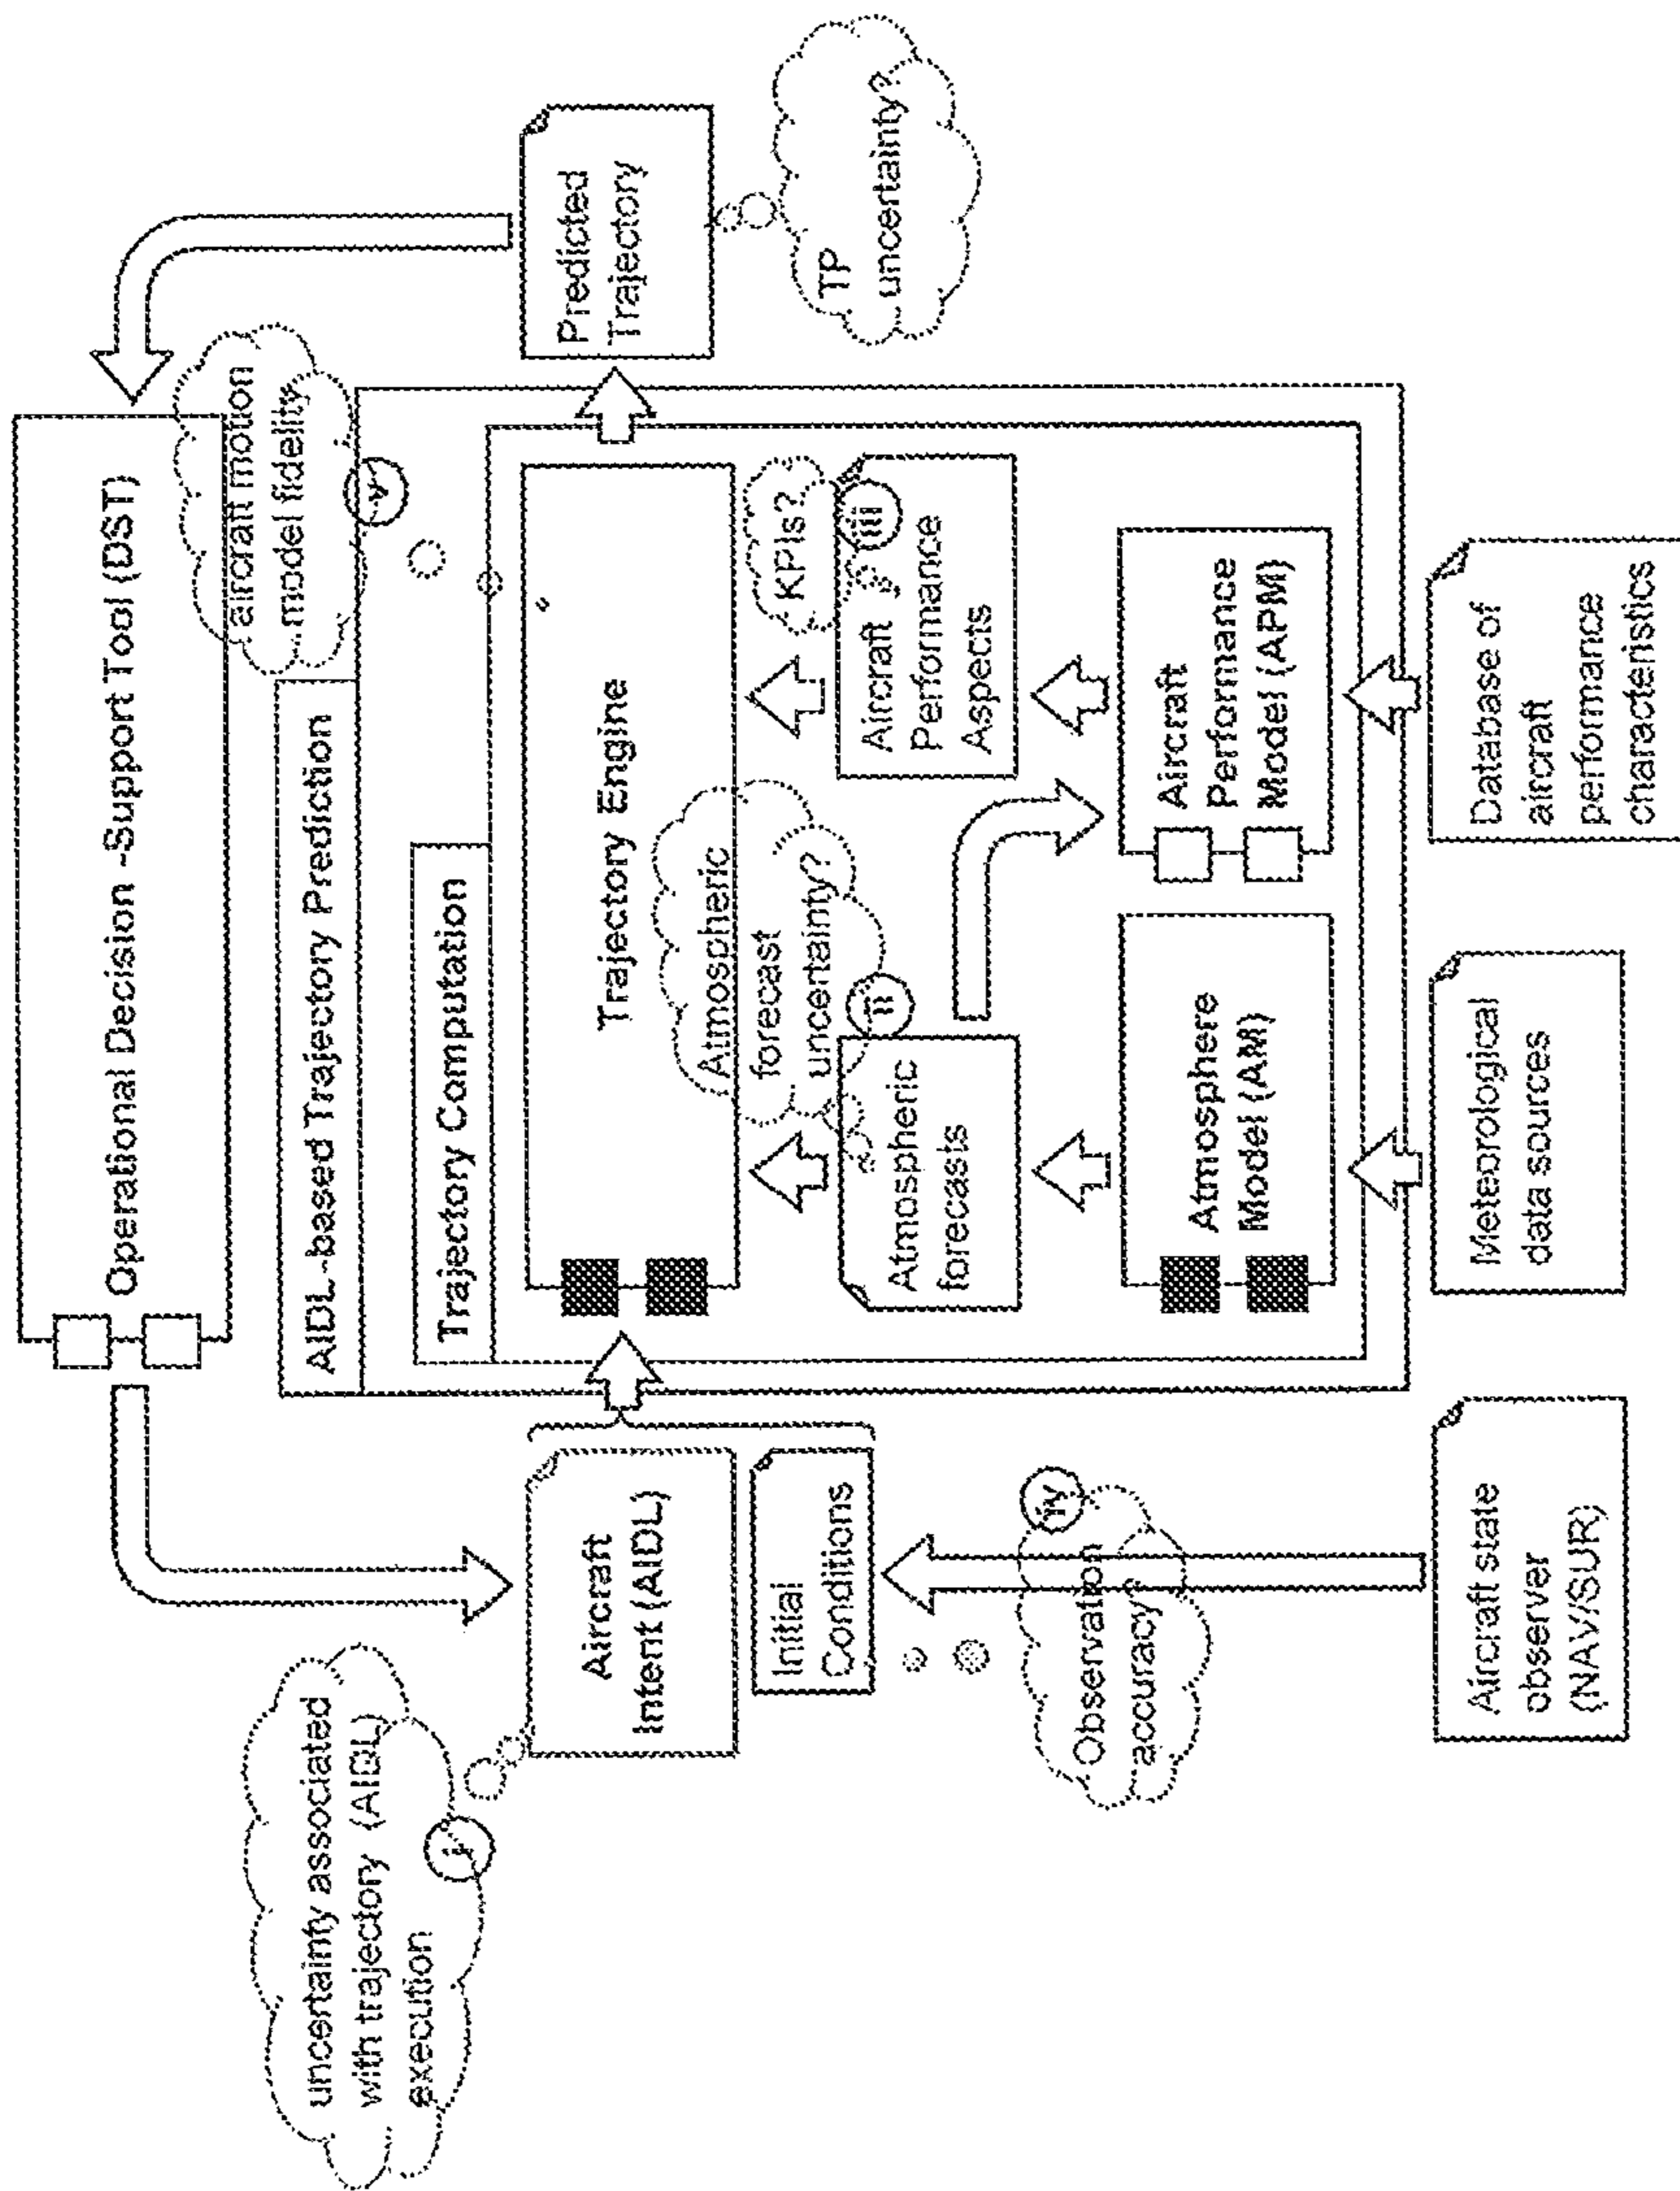 Operational Decision -Support Tool (DST)
aircraft motion
model fidelity
v
AIDL-based Trajectory Prediction
Trajectory Computation
uncertainty associated
with trajectory (AIDL)
execution
i
Aircraft
Intent (AIDL)
Initial
Conditions
Trajectory Engine
Predicted
Trajectory
TP
uncertainty?
Atmospheric
forecast
uncertainty?
ii
KPIs?
iii
Atmospheric
forecasts
Aircraft
Performance
Aspects
Observation
accuracy?
iv
Atmosphere
Model (AM)
Aircraft
Performance
Model (APM)
Aircraft state
observer
(NAV/SUR)
Meteorological
data sources
Database of
aircraft
performance
characteristics